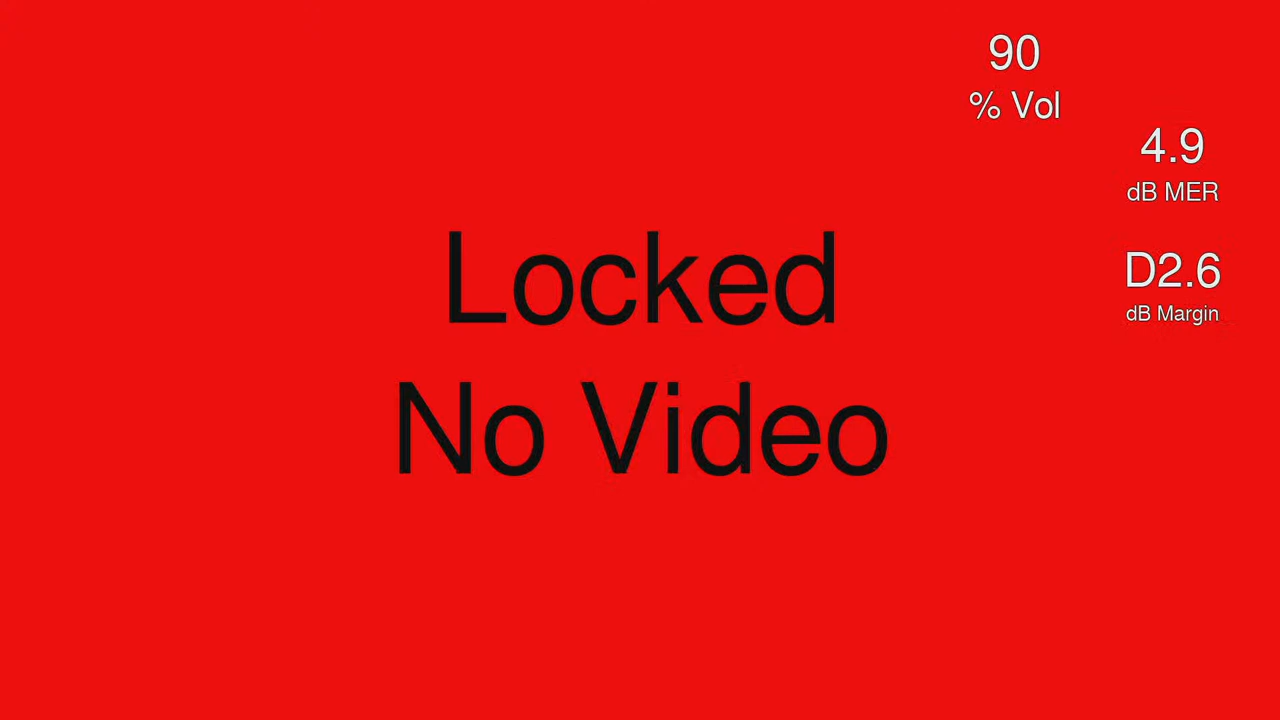 90
% Vol
4.9
dB MER
D2.6
dB Margin
Locked
No Video